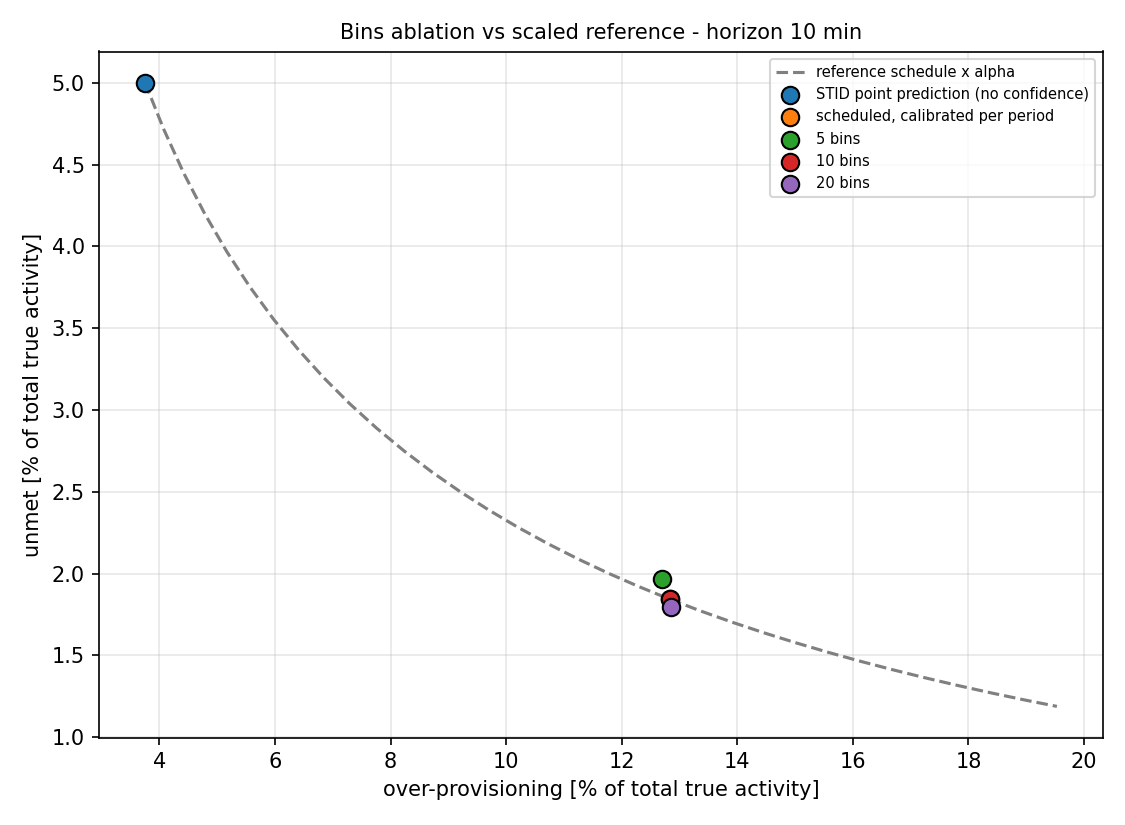 Bins ablation vs scaled reference - horizon 10 min
reference schedule x alpha
STID point prediction (no confidence)
scheduled, calibrated per period
5 bins
10 bins
20 bins
unmet [% of total true activity]
5.0
4.5
4.0
3.5
3.0
2.5
2.0
1.5
1.0
4 6 8 10 12 14 16 18 20
over-provisioning [% of total true activity]